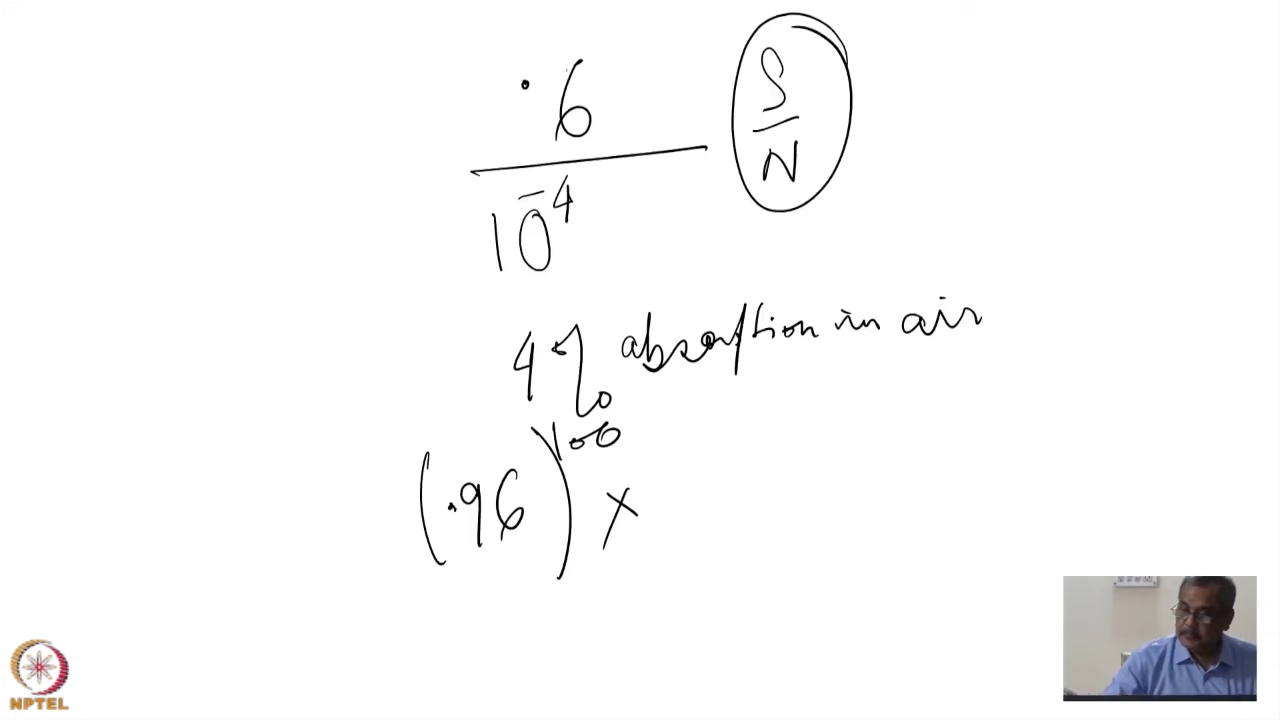 .6
10⁻⁴
S
N
4% absorption in air
(.96)¹⁰⁰ ×
NPTEL